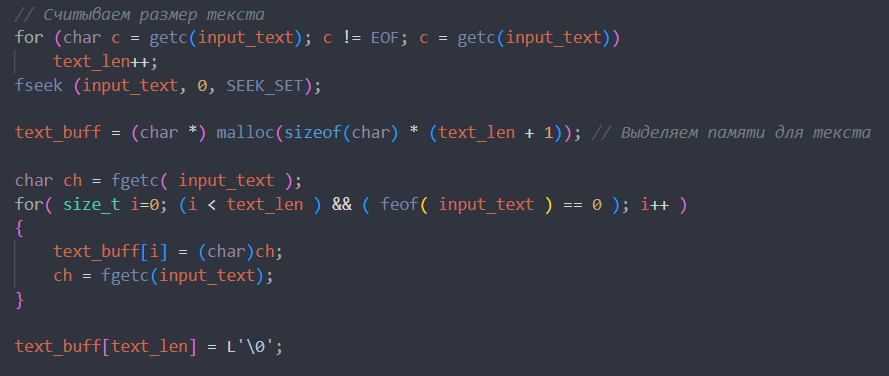 // Считываем размер текста
for (char c = getc(input_text); c != EOF; c = getc(input_text))
text_len++;
fseek (input_text, 0, SEEK_SET);
text_buff = (char *) malloc(sizeof(char) * (text_len + 1)); // Выделяем памяти для текста
char ch = fgetc( input_text );
for( size_t i=0; (i < text_len ) && ( feof( input_text ) == 0 ); i++ )
{
text_buff[i] = (char)ch;
ch = fgetc(input_text);
}
text_buff[text_len] = L'\0';